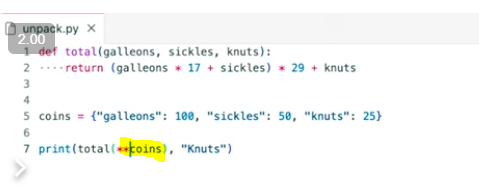 unpack.py ×
2.00
1 def total(galleons, sickles, knuts):
2 ····return (galleons * 17 + sickles) * 29 + knuts
3
4
5 coins = {"galleons": 100, "sickles": 50, "knuts": 25}
6
7 print(total(**coins), "Knuts")